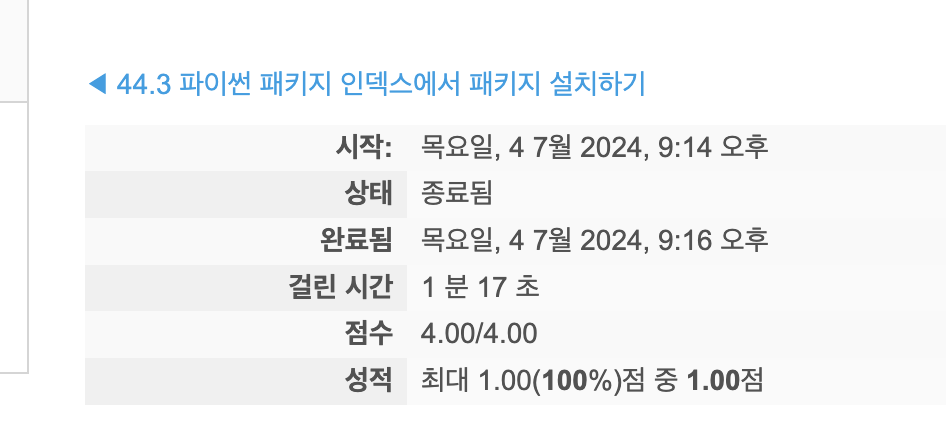 ◀ 44.3 파이썬 패키지 인덱스에서 패키지 설치하기
시작: 목요일, 4 7월 2024, 9:14 오후
상태 종료됨
완료됨 목요일, 4 7월 2024, 9:16 오후
걸린 시간 1 분 17 초
점수 4.00/4.00
성적 최대 1.00(100%)점 중 1.00점